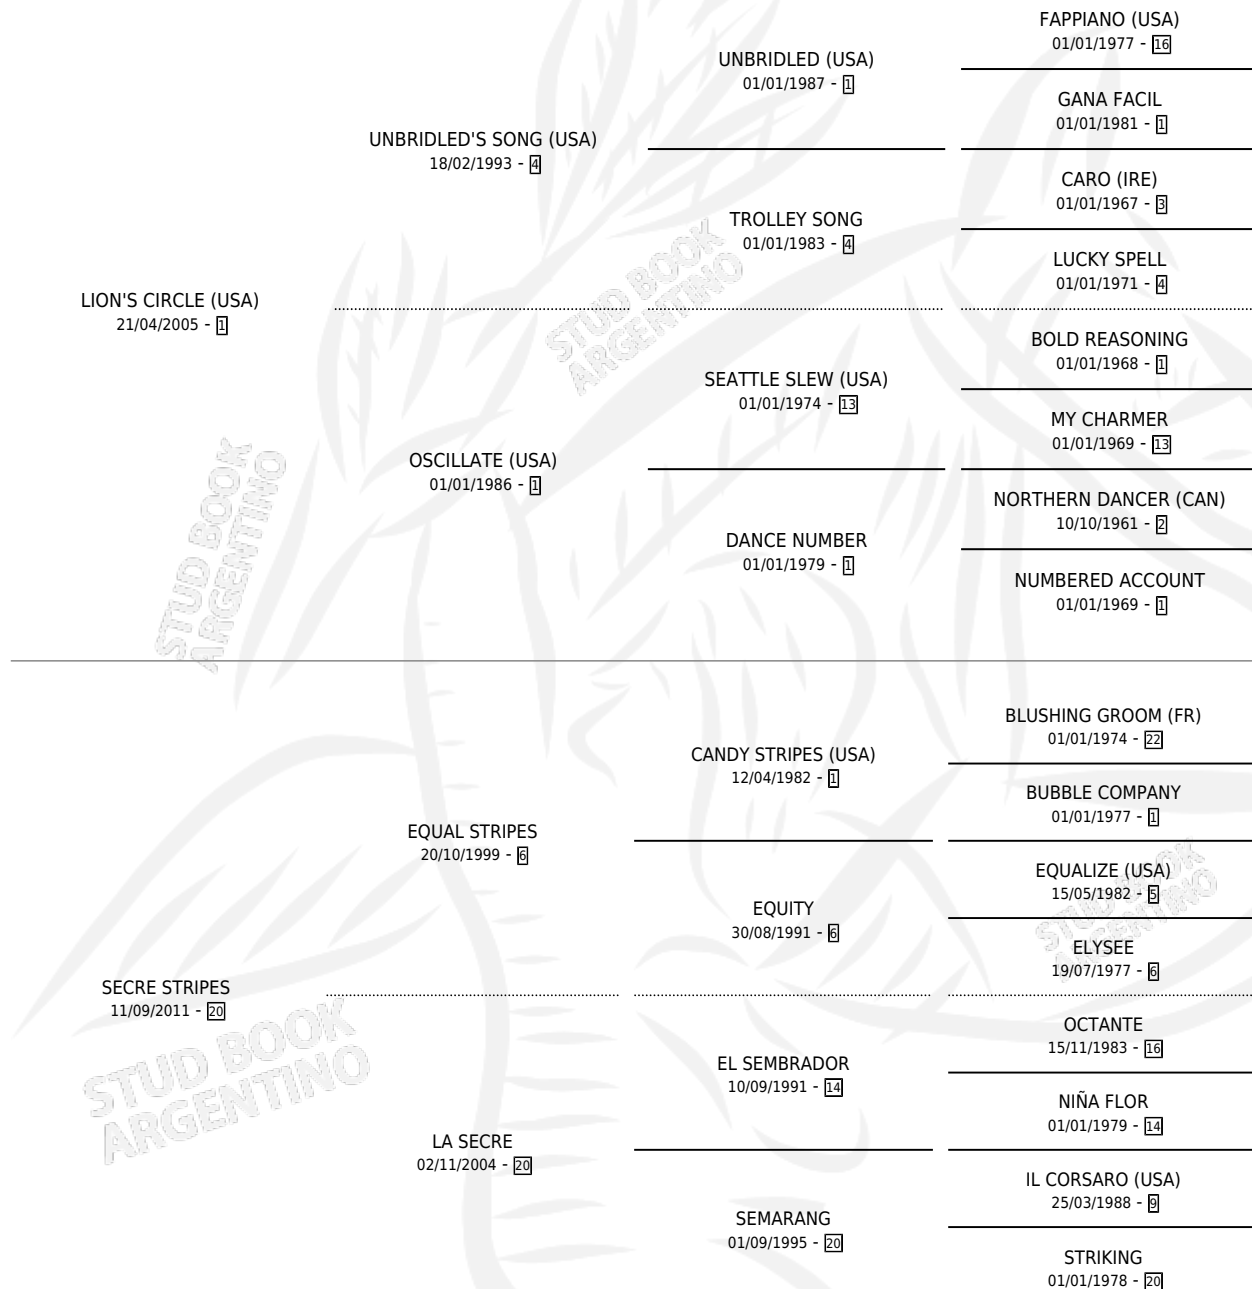 FAPPIANO (USA)
01/01/1977 - 16
UNBRIDLED (USA)
01/01/1987 - 1
GANA FACIL
01/01/1981 - 1
UNBRIDLED'S SONG (USA)
18/02/1993 - 4
CARO (IRE)
01/01/1967 - 3
TROLLEY SONG
01/01/1983 - 4
LUCKY SPELL
01/01/1971 - 4
LION'S CIRCLE (USA)
21/04/2005 - 1
BOLD REASONING
01/01/1968 - 1
SEATTLE SLEW (USA)
01/01/1974 - 13
MY CHARMER
01/01/1969 - 13
OSCILLATE (USA)
01/01/1986 - 1
NORTHERN DANCER (CAN)
10/10/1961 - 2
DANCE NUMBER
01/01/1979 - 1
NUMBERED ACCOUNT
01/01/1969 - 1
BLUSHING GROOM (FR)
01/01/1974 - 22
CANDY STRIPES (USA)
12/04/1982 - 1
BUBBLE COMPANY
01/01/1977 - 1
EQUAL STRIPES
20/10/1999 - 6
EQUALIZE (USA)
15/05/1982 - 5
EQUITY
30/08/1991 - 6
ELYSEE
19/07/1977 - 6
SECRE STRIPES
11/09/2011 - 20
OCTANTE
15/11/1983 - 16
EL SEMBRADOR
10/09/1991 - 14
NIÑA FLOR
01/01/1979 - 14
LA SECRE
02/11/2004 - 20
IL CORSARO (USA)
25/03/1988 - 9
SEMARANG
01/09/1995 - 20
STRIKING
01/01/1978 - 20
STUD BOOK
ARGENTINO
STUD BOOK
ARGENTINO
STUD BOOK
ARGENTINO
STUD BOOK
ARGENTINO